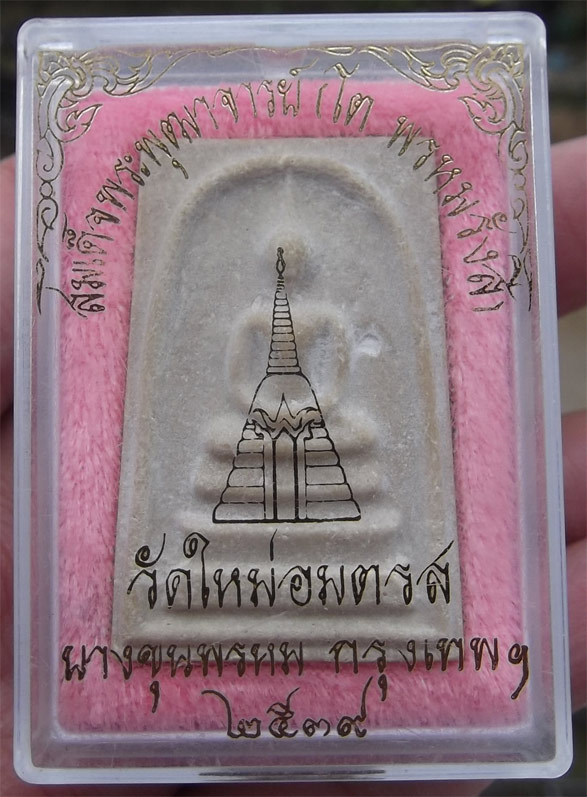 สมเด็จพระพุฒาจารย์ (โต พรหมรังสี)
วัดใหม่อมตรส
บางขุนพรหม กรุงเทพฯ
๒๕๓๙